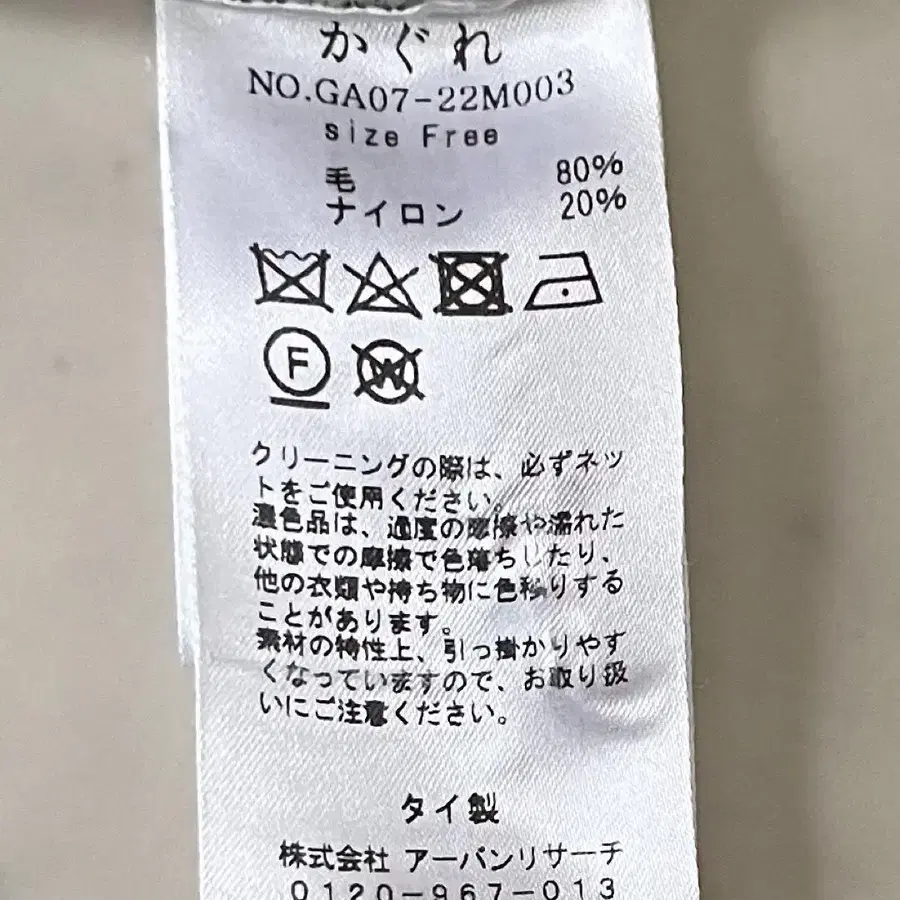 かぐれ
NO.GA07-22M003
size Free
毛 80%
ナイロン 20%
F W
クリーニングの際は、必ずネッ
トをご使用ください。
濃色品は、過度の摩擦や濡れた
状態での摩擦で色落ちしたり、
他の衣類や持ち物に色移りする
ことがあります。
素材の特性上、引っ掛かりやす
くなっていますので、お取り扱
いにご注意ください。
タイ製
株式会社 アーバンリサーチ
0120-967-013